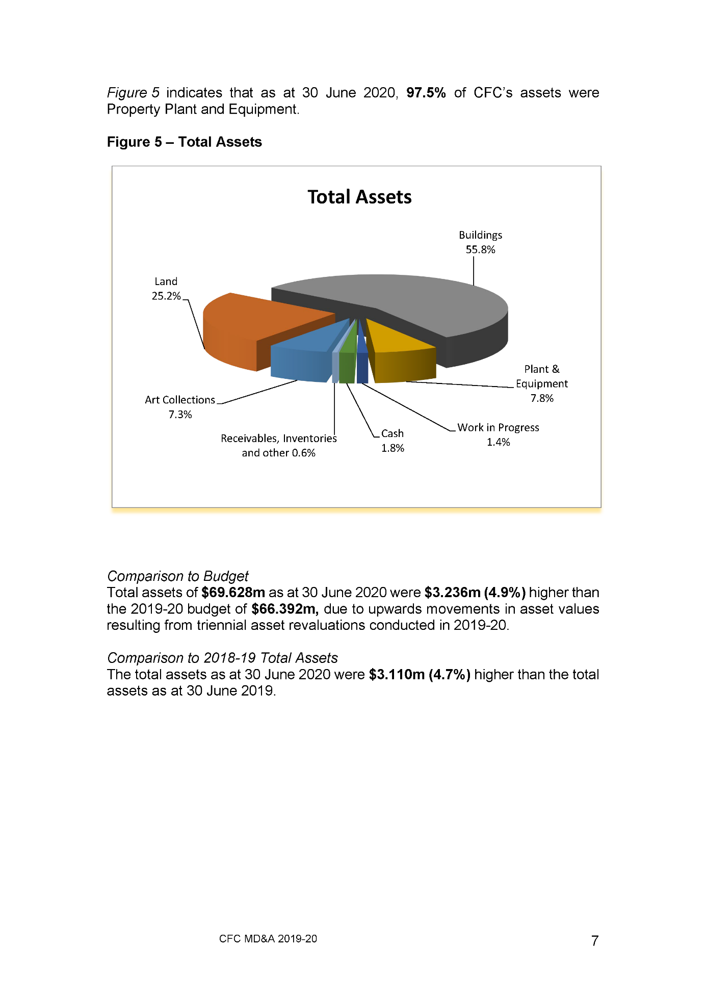 Figure 5 indicates that as at 30 June 2020, 97.5% of CFC's assets were
Property Plant and Equipment.
Figure 5 – Total Assets
Total Assets
Buildings
55.8%
Land
25.2%
Plant &
Equipment
7.8%
Art Collections
7.3%
Work in Progress
1.4%
Cash
1.8%
Receivables, Inventories
and other 0.6%
Comparison to Budget
Total assets of $69.628m as at 30 June 2020 were $3.236m (4.9%) higher than
the 2019-20 budget of $66.392m, due to upwards movements in asset values
resulting from triennial asset revaluations conducted in 2019-20.
Comparison to 2018-19 Total Assets
The total assets as at 30 June 2020 were $3.110m (4.7%) higher than the total
assets as at 30 June 2019.
CFC MD&A 2019-20
7